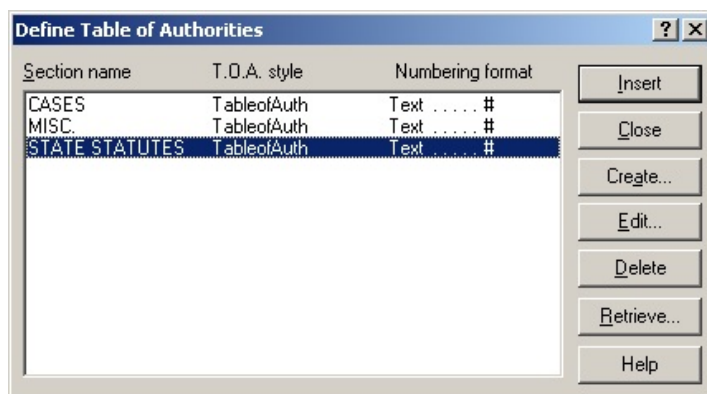 Define Table of Authorities
? ×
Section name T.O.A. style Numbering format
CASES TableofAuth Text . . . . . #
MISC. TableofAuth Text . . . . . #
STATE STATUTES TableofAuth Text . . . . . #
Insert
Close
Create...
Edit...
Delete
Retrieve...
Help